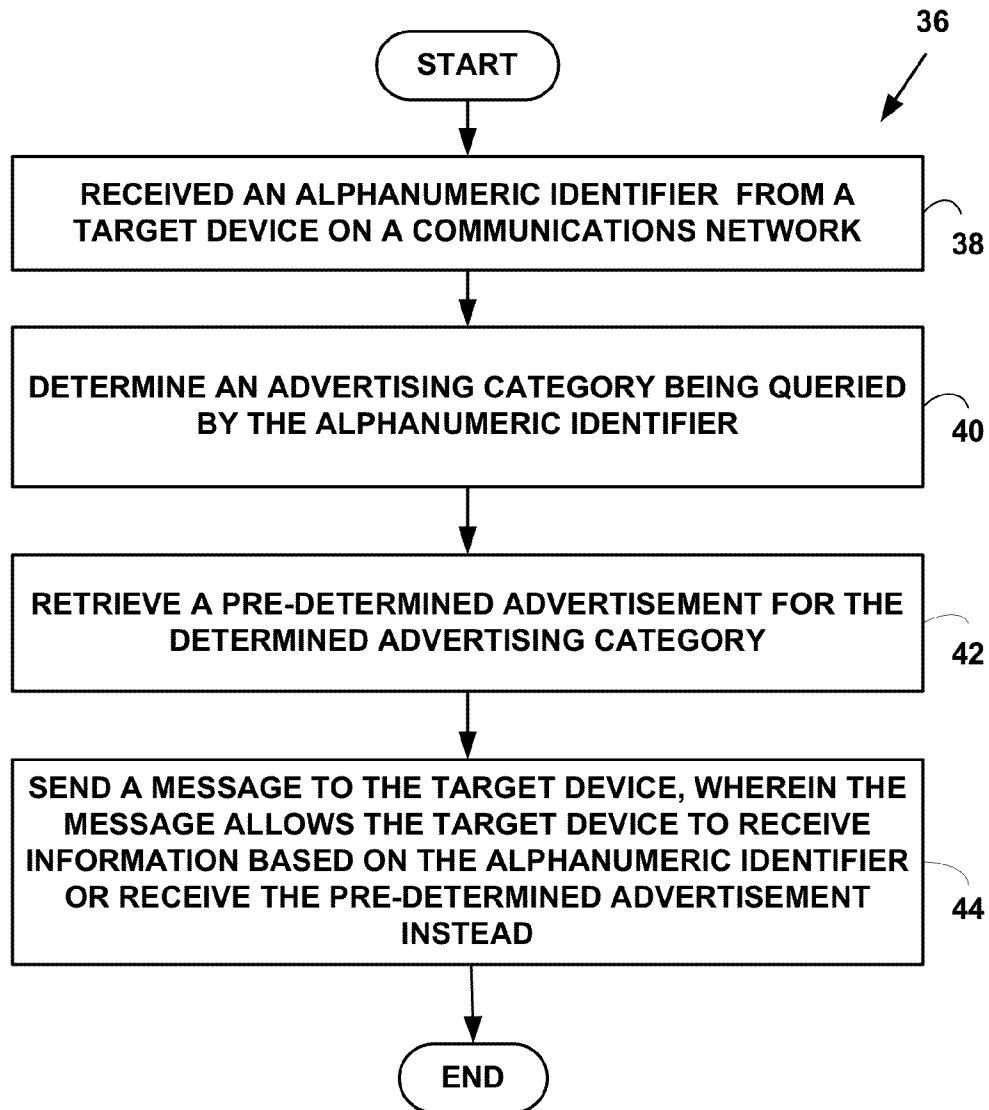 36
START
RECEIVED AN ALPHANUMERIC IDENTIFIER FROM A
TARGET DEVICE ON A COMMUNICATIONS NETWORK
38
DETERMINE AN ADVERTISING CATEGORY BEING QUERIED
BY THE ALPHANUMERIC IDENTIFIER
40
RETRIEVE A PRE-DETERMINED ADVERTISEMENT FOR THE
DETERMINED ADVERTISING CATEGORY
42
SEND A MESSAGE TO THE TARGET DEVICE, WHEREIN THE
MESSAGE ALLOWS THE TARGET DEVICE TO RECEIVE
INFORMATION BASED ON THE ALPHANUMERIC IDENTIFIER
OR RECEIVE THE PRE-DETERMINED ADVERTISEMENT
INSTEAD
44
END